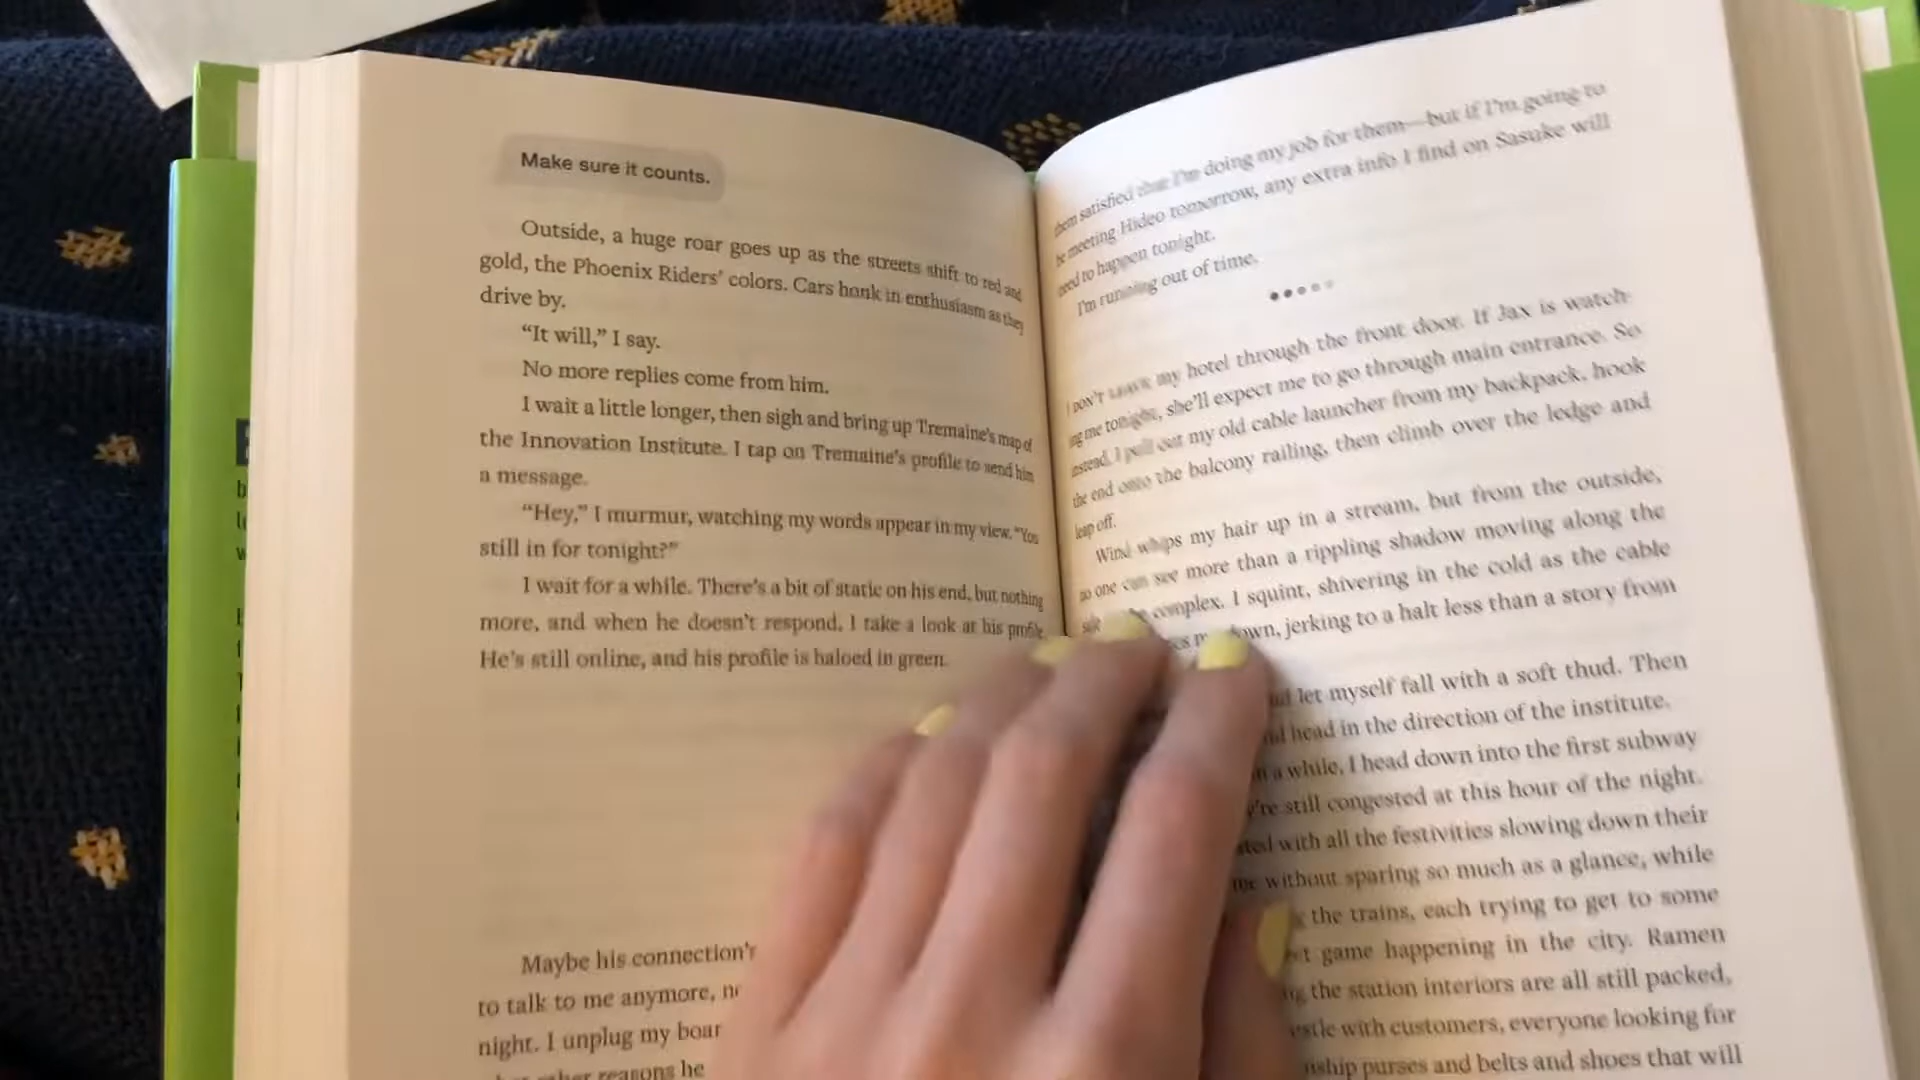 Make sure it counts.
Outside, a huge roar goes up as the streets shift to red and
gold, the Phoenix Riders’ colors. Cars honk in enthusiasm as they
drive by.
“It will,” I say.
No more replies come from him.
I wait a little longer, then sigh and bring up Tremaine’s map of
the Innovation Institute. I tap on Tremaine’s profile to send him
a message.
“Hey,” I murmur, watching my words appear in my view. “You
still in for tonight?”
I wait for a while. There’s a bit of static on his end, but nothing
more, and when he doesn’t respond, I take a look at his profile.
He’s still online, and his profile is haloed in green.
Maybe his connection’s
to talk to me anymore, no
night. I unplug my boar
other reasons he
them satisfied that I’m doing my job for them—but if I’m going to
be meeting Hideo tomorrow, any extra info I find on Sasuke will
need to happen tonight.
I’m running out of time.
I DON’T LEAVE my hotel through the front door. If Jax is watch-
ing me tonight, she’ll expect me to go through main entrance. So
instead, I pull out my old cable launcher from my backpack, hook
the end onto the balcony railing, then climb over the ledge and
leap off.
Wind whips my hair up in a stream, but from the outside,
no one can see more than a rippling shadow moving along the
side complex. I squint, shivering in the cold as the cable
down, jerking to a halt less than a story from
let myself fall with a soft thud. Then
head in the direction of the institute.
a while, I head down into the first subway
still congested at this hour of the night.
with all the festivities slowing down their
me without sparing so much as a glance, while
the trains, each trying to get to some
game happening in the city. Ramen
the station interiors are all still packed,
with customers, everyone looking for
purses and belts and shoes that will